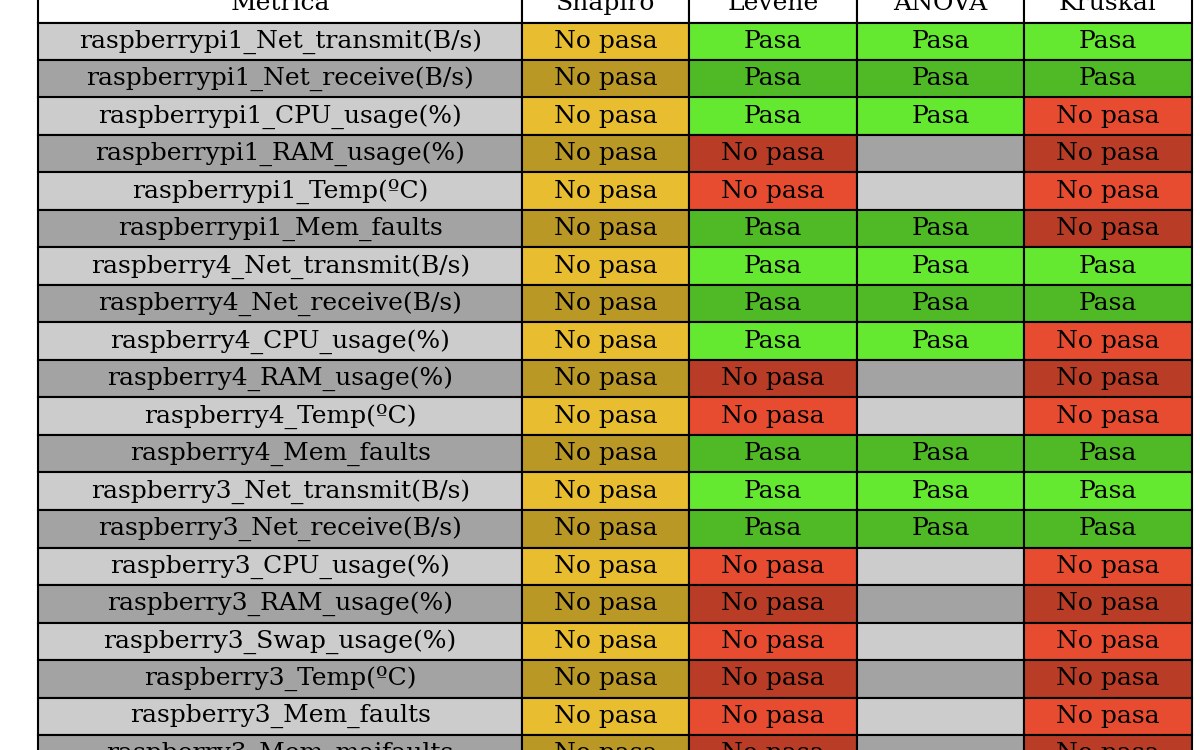 Métrica Shapiro Levene ANOVA Kruskal
raspberrypi1_Net_transmit(B/s) No pasa Pasa Pasa Pasa
raspberrypi1_Net_receive(B/s) No pasa Pasa Pasa Pasa
raspberrypi1_CPU_usage(%) No pasa Pasa Pasa No pasa
raspberrypi1_RAM_usage(%) No pasa No pasa No pasa
raspberrypi1_Temp(ºC) No pasa No pasa No pasa
raspberrypi1_Mem_faults No pasa Pasa Pasa No pasa
raspberry4_Net_transmit(B/s) No pasa Pasa Pasa Pasa
raspberry4_Net_receive(B/s) No pasa Pasa Pasa Pasa
raspberry4_CPU_usage(%) No pasa Pasa Pasa No pasa
raspberry4_RAM_usage(%) No pasa No pasa No pasa
raspberry4_Temp(ºC) No pasa No pasa No pasa
raspberry4_Mem_faults No pasa Pasa Pasa Pasa
raspberry3_Net_transmit(B/s) No pasa Pasa Pasa Pasa
raspberry3_Net_receive(B/s) No pasa Pasa Pasa Pasa
raspberry3_CPU_usage(%) No pasa No pasa No pasa
raspberry3_RAM_usage(%) No pasa No pasa No pasa
raspberry3_Swap_usage(%) No pasa No pasa No pasa
raspberry3_Temp(ºC) No pasa No pasa No pasa
raspberry3_Mem_faults No pasa No pasa No pasa
raspberry3_Mem_majfaults No pasa No pasa No pasa